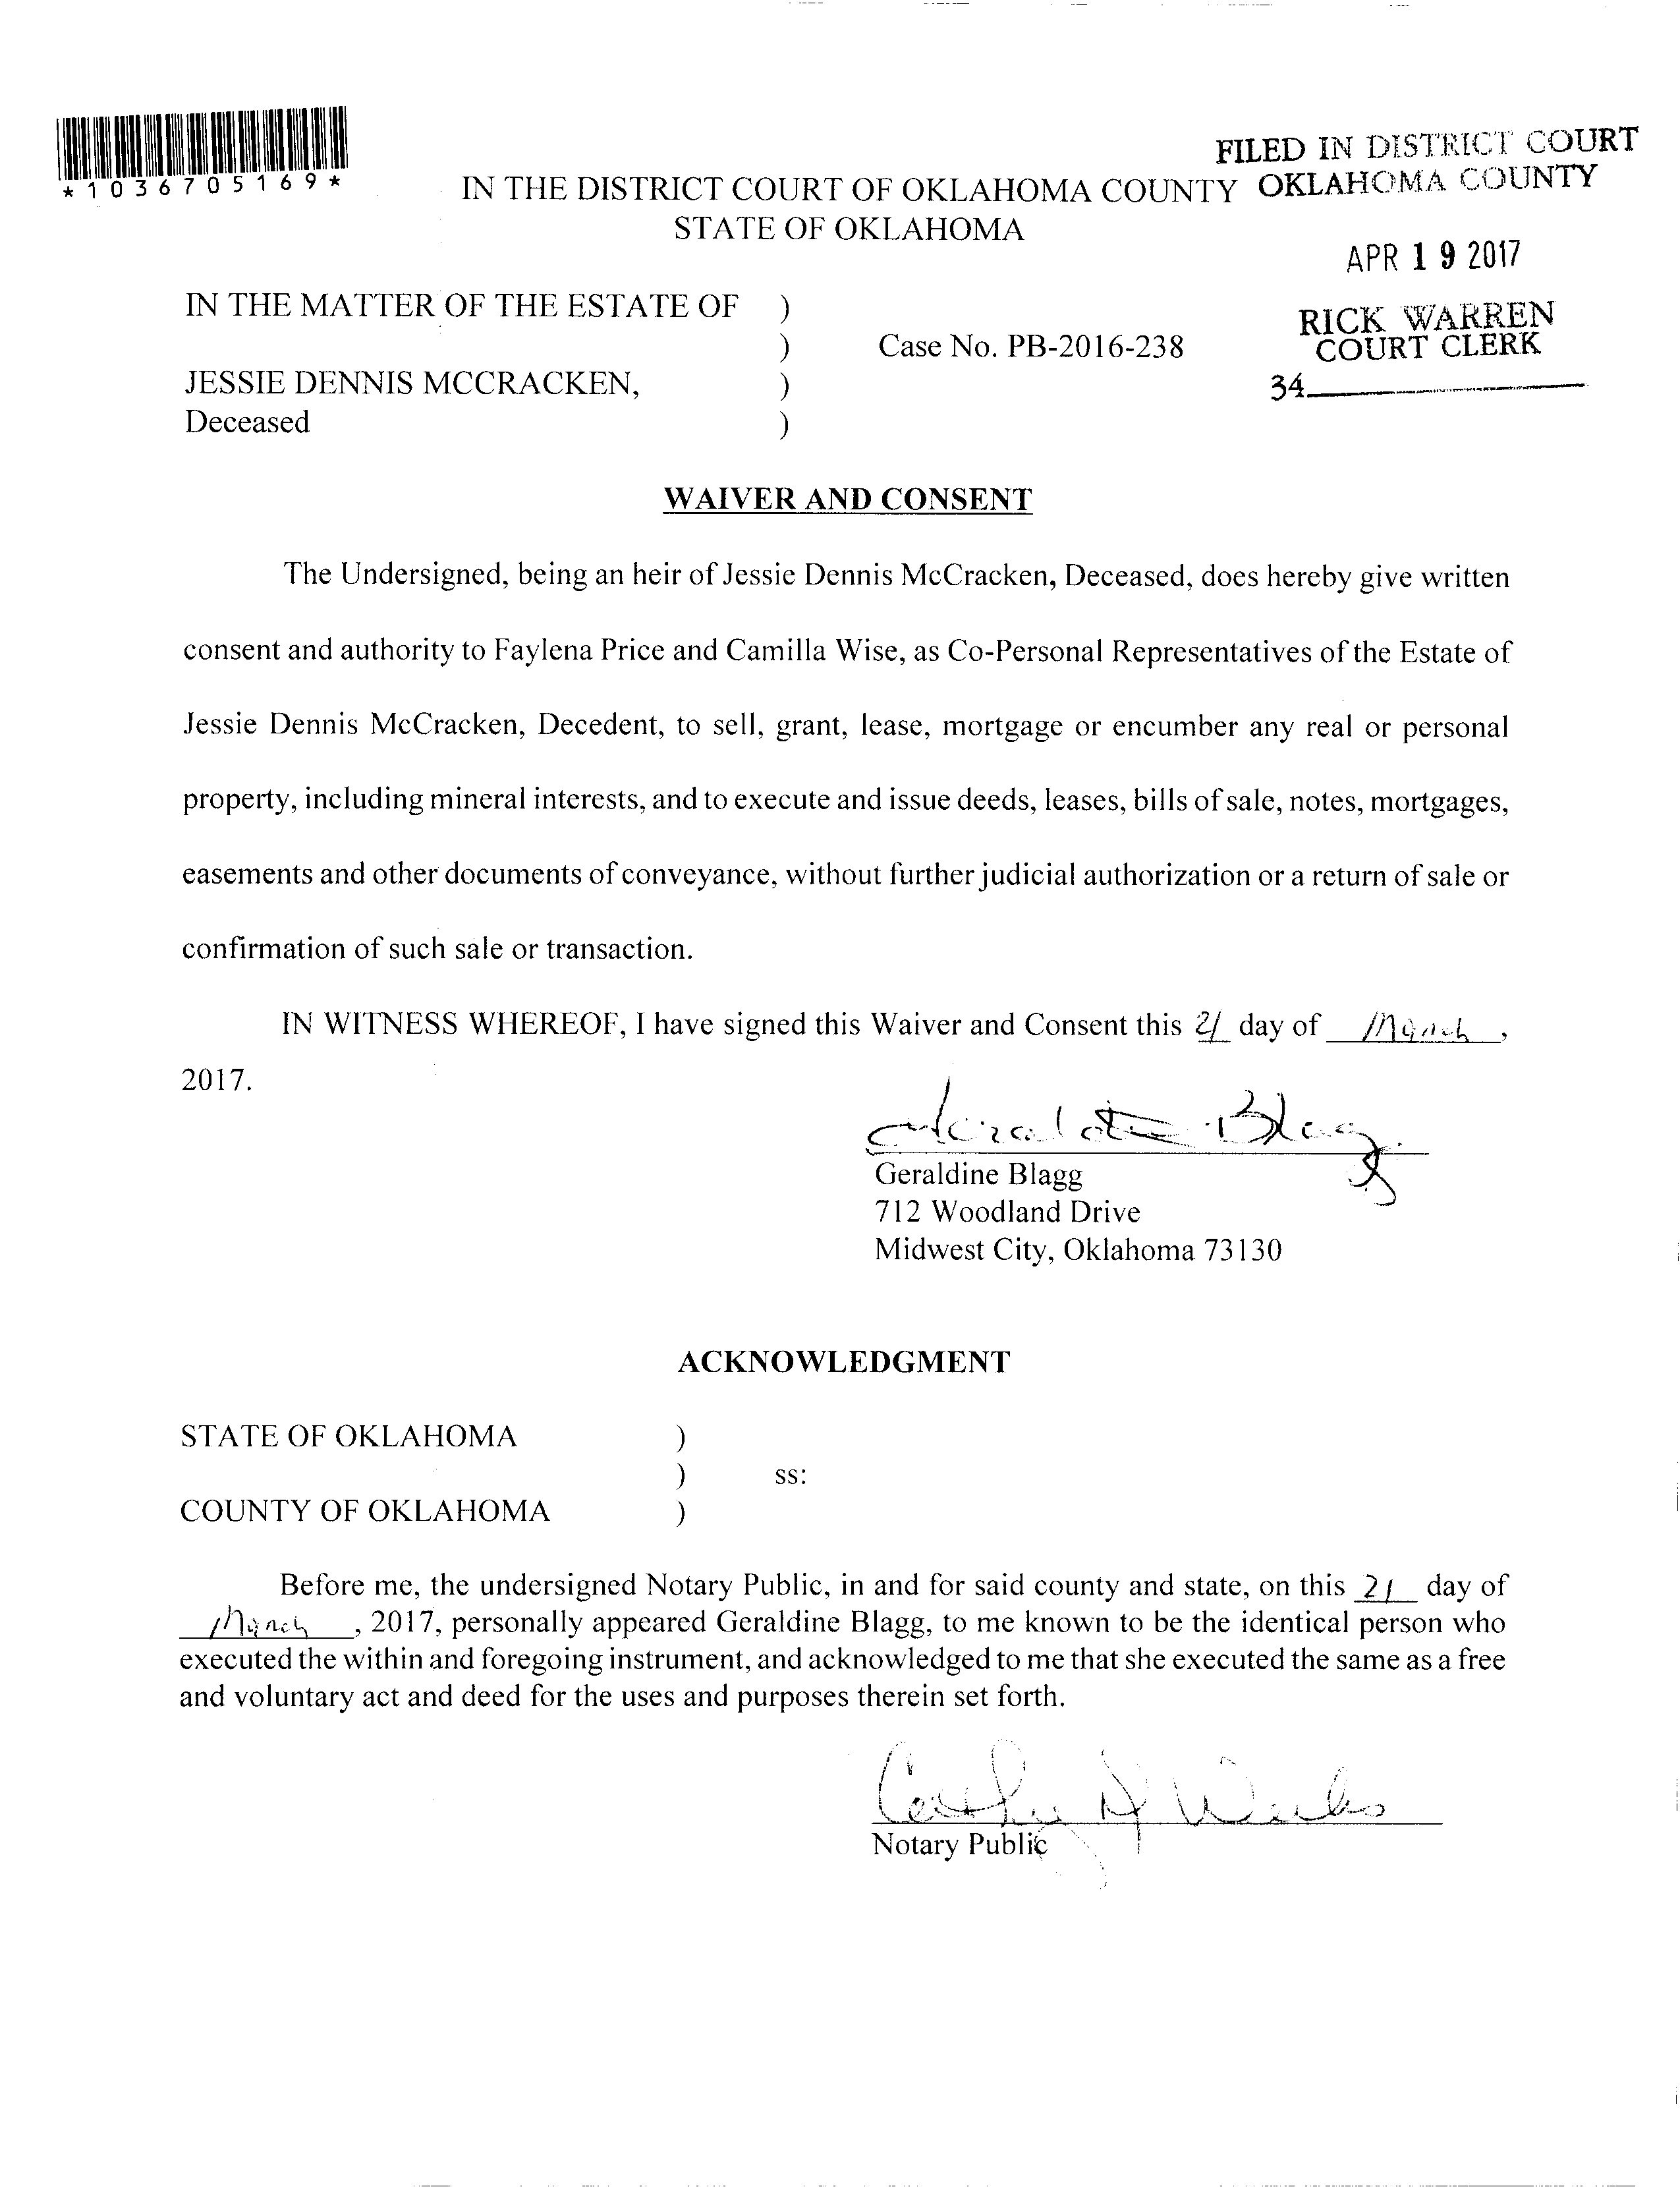 *1036705169*
FILED IN DISTRICT COURT
IN THE DISTRICT COURT OF OKLAHOMA COUNTY OKLAHOMA COUNTY
STATE OF OKLAHOMA
APR 19 2017
IN THE MATTER OF THE ESTATE OF )
RICK WARREN
) Case No. PB-2016-238
COURT CLERK
JESSIE DENNIS MCCRACKEN, )
34
Deceased )
WAIVER AND CONSENT
The Undersigned, being an heir of Jessie Dennis McCracken, Deceased, does hereby give written
consent and authority to Faylena Price and Camilla Wise, as Co-Personal Representatives of the Estate of
Jessie Dennis McCracken, Decedent, to sell, grant, lease, mortgage or encumber any real or personal
property, including mineral interests, and to execute and issue deeds, leases, bills of sale, notes, mortgages,
easements and other documents of conveyance, without further judicial authorization or a return of sale or
confirmation of such sale or transaction.
IN WITNESS WHEREOF, I have signed this Waiver and Consent this 21 day of March,
2017.
Geraldine Blagg
Geraldine Blagg
712 Woodland Drive
Midwest City, Oklahoma 73130
ACKNOWLEDGMENT
STATE OF OKLAHOMA )
) ss:
COUNTY OF OKLAHOMA )
Before me, the undersigned Notary Public, in and for said county and state, on this 21 day of
March, 2017, personally appeared Geraldine Blagg, to me known to be the identical person who
executed the within and foregoing instrument, and acknowledged to me that she executed the same as a free
and voluntary act and deed for the uses and purposes therein set forth.
Cathy
Notary Public